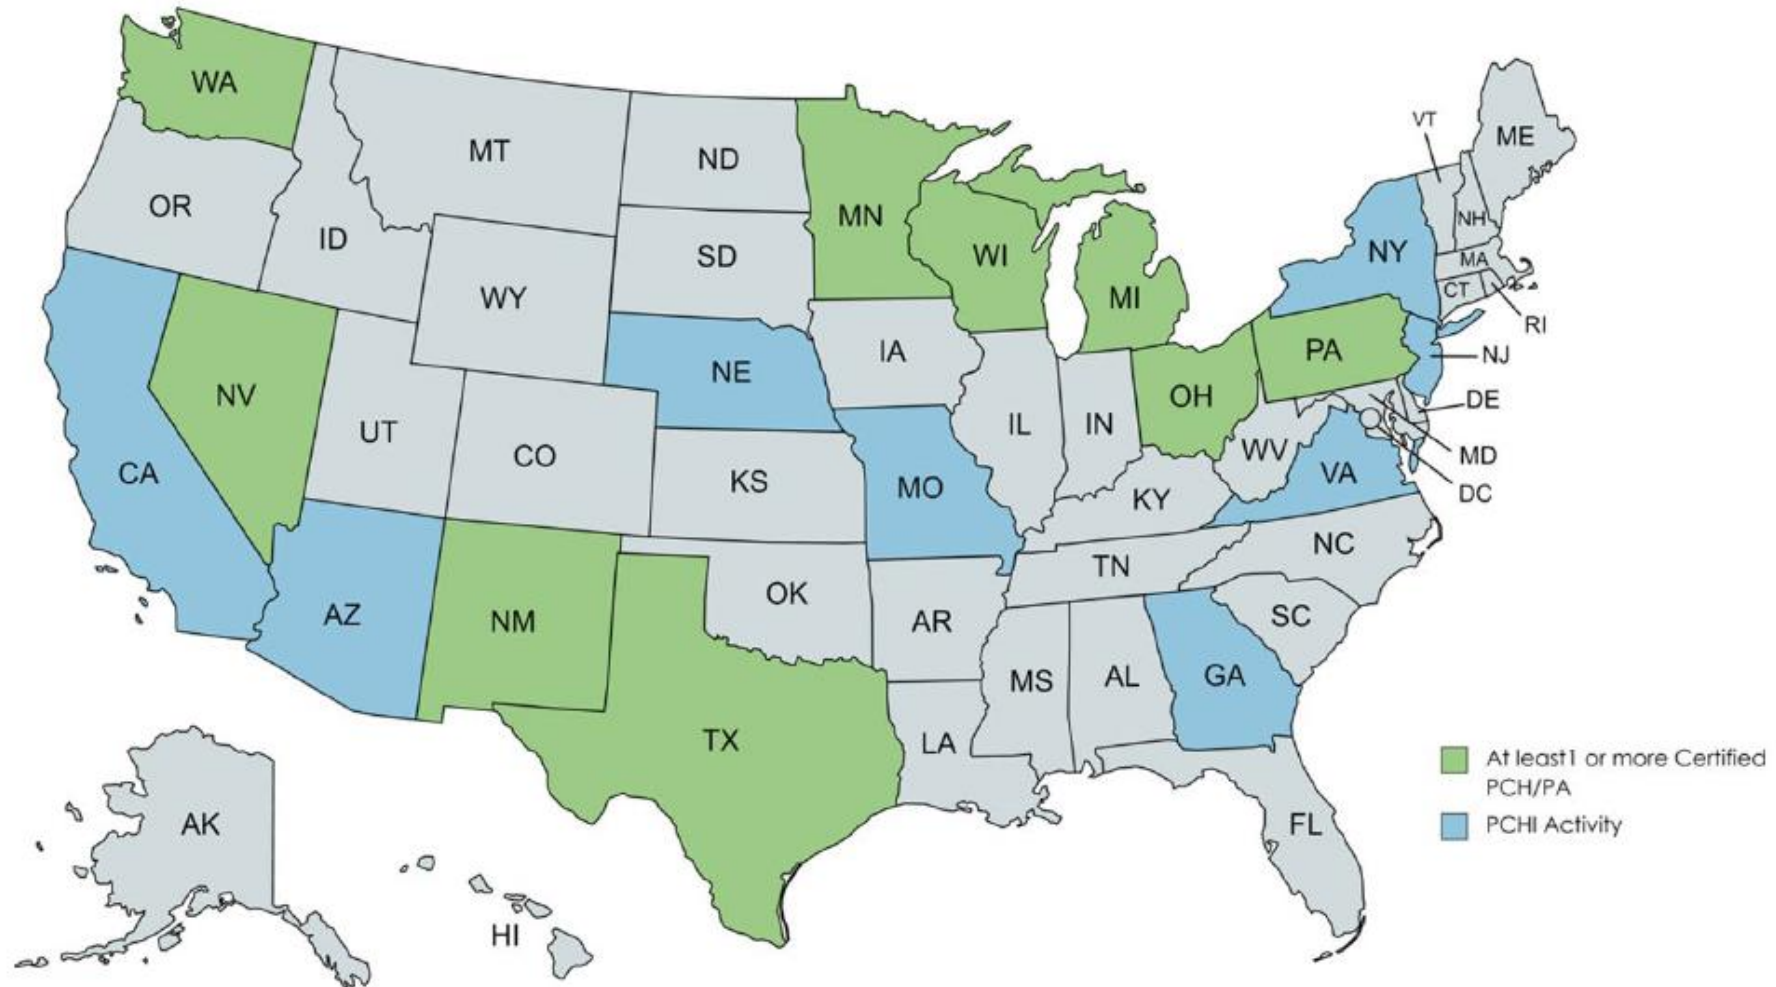 WA
MT
ND
MN
VT
ME
OR
ID
SD
WI
NH
NY
MA
WY
MI
CT
RI
IA
NE
PA
NJ
NV
OH
DE
UT
CO
IL
IN
WV
MD
CA
KS
MO
KY
VA
DC
NC
TN
AZ
NM
OK
AR
SC
MS
AL
GA
TX
LA
At least1 or more Certified
PCH/PA
AK
FL
PCHI Activity
HI